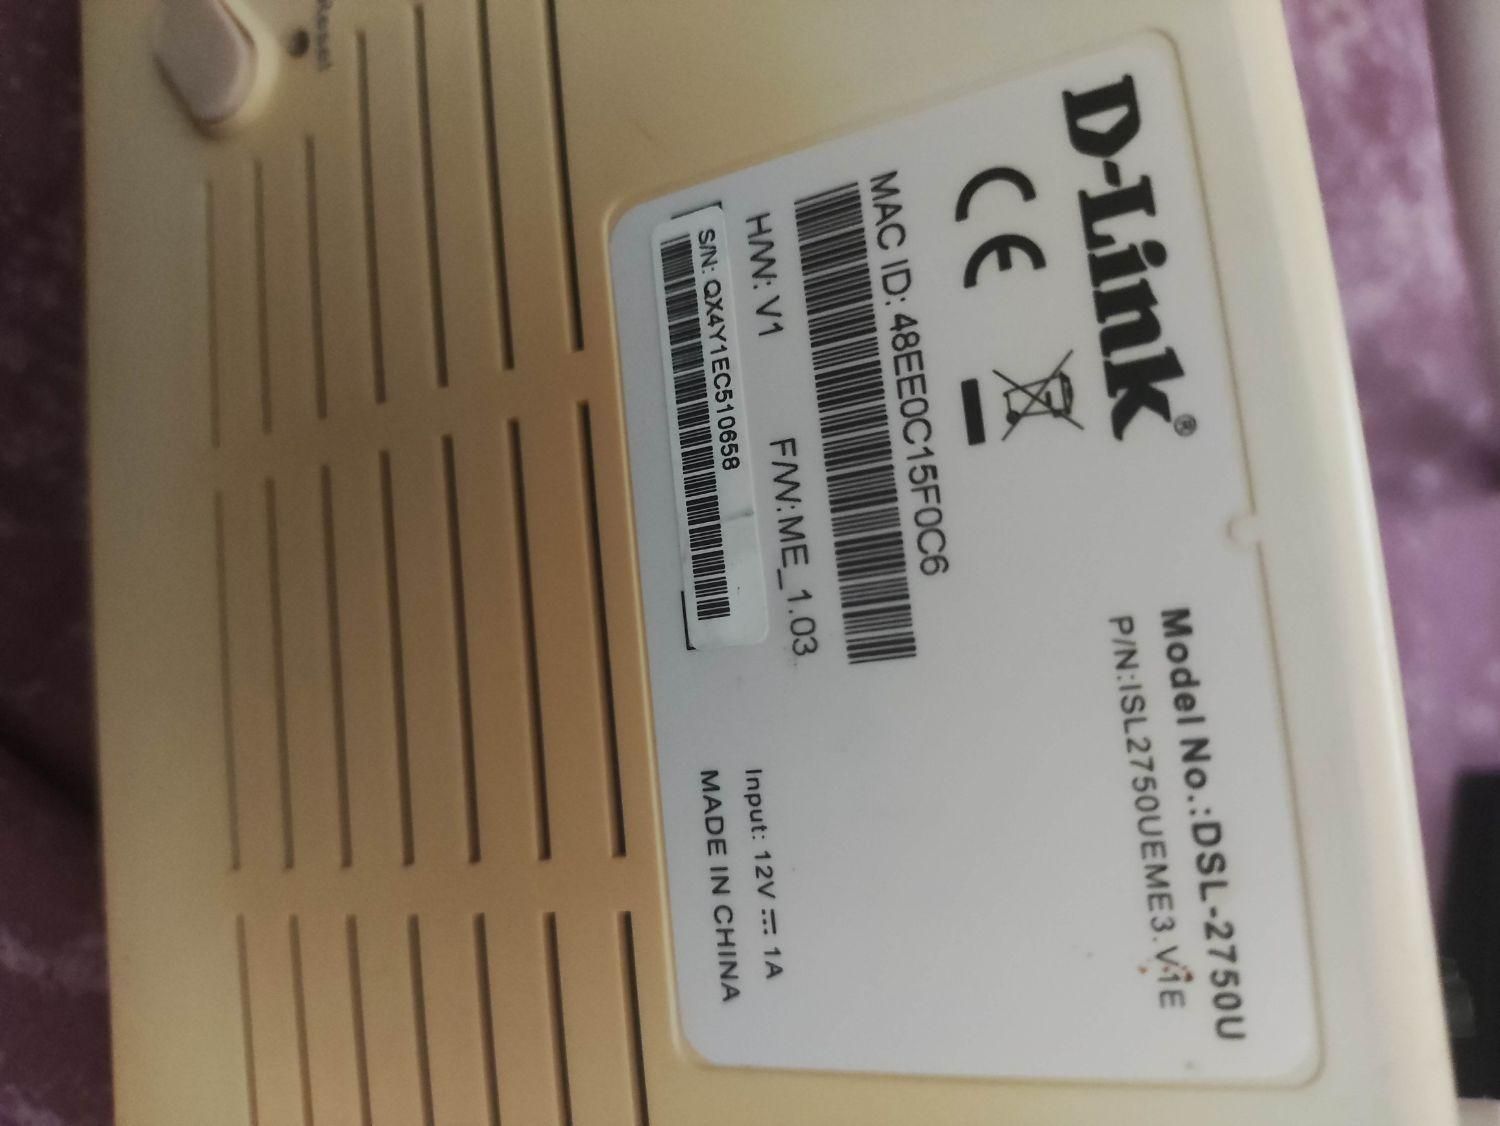 Reset
D-Link®
Model No.:DSL-2750U
P/N:ISL2750UEME3.V1E
CE
MAC ID: 48EE0C15F0C6
H/W: V1 F/W:ME_1.03
Input: 12V ⎓ 1A
S/N: QX4Y1EC510658
MADE IN CHINA